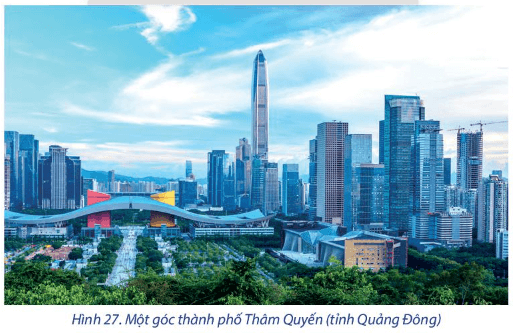 Hình 27. Một góc thành phố Thâm Quyến (tỉnh Quảng Đông)